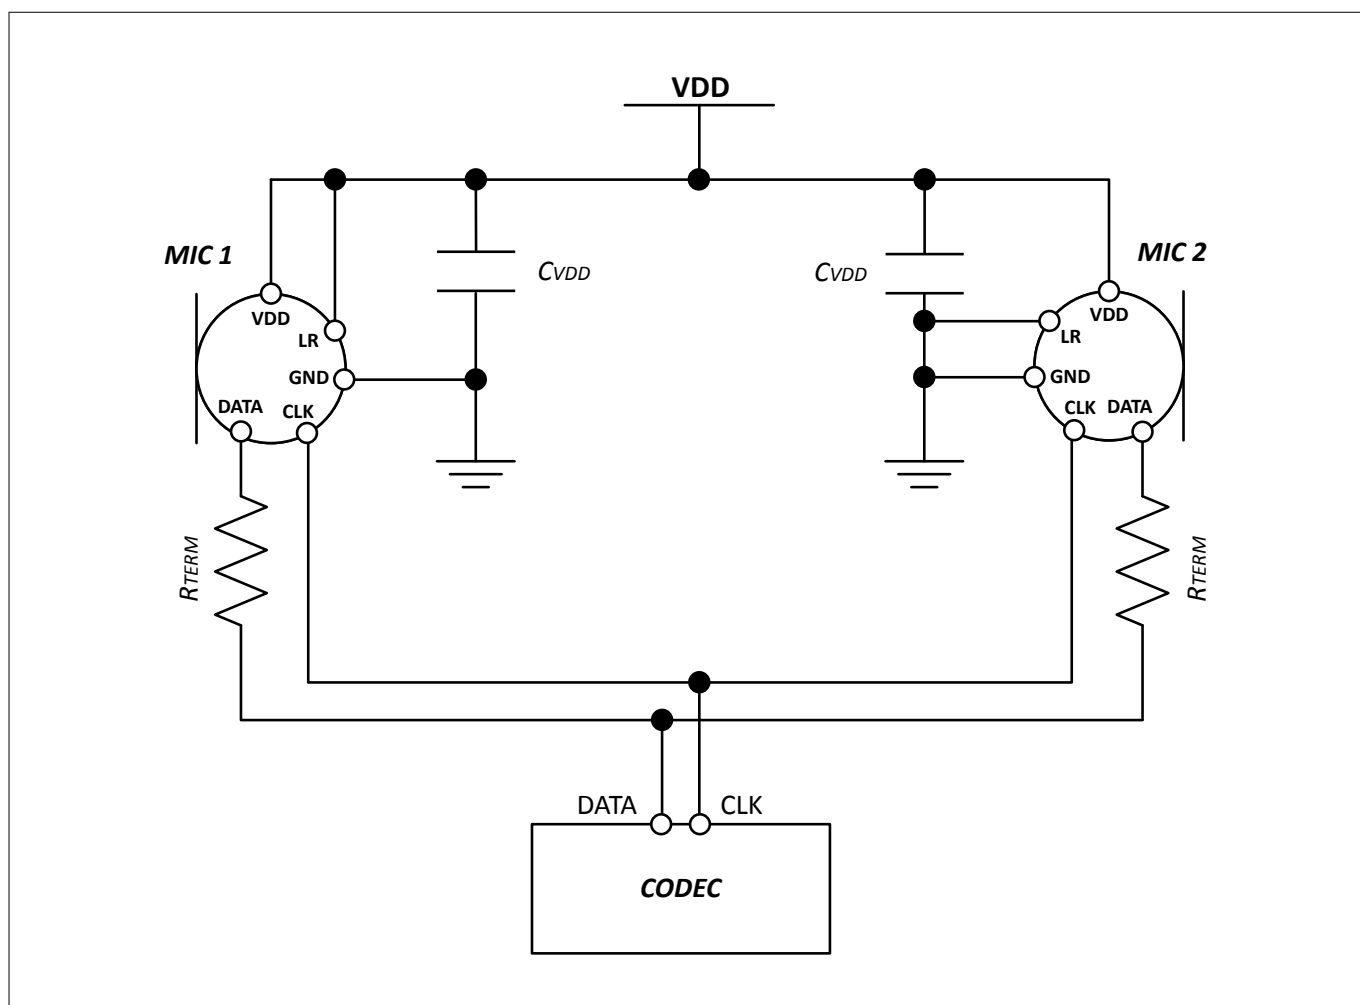 VDD
MIC 1
CVDD
CVDD
MIC 2
VDD
LR
GND
DATA
CLK
VDD
LR
GND
CLK
DATA
RTERM
RTERM
DATA
CLK
CODEC